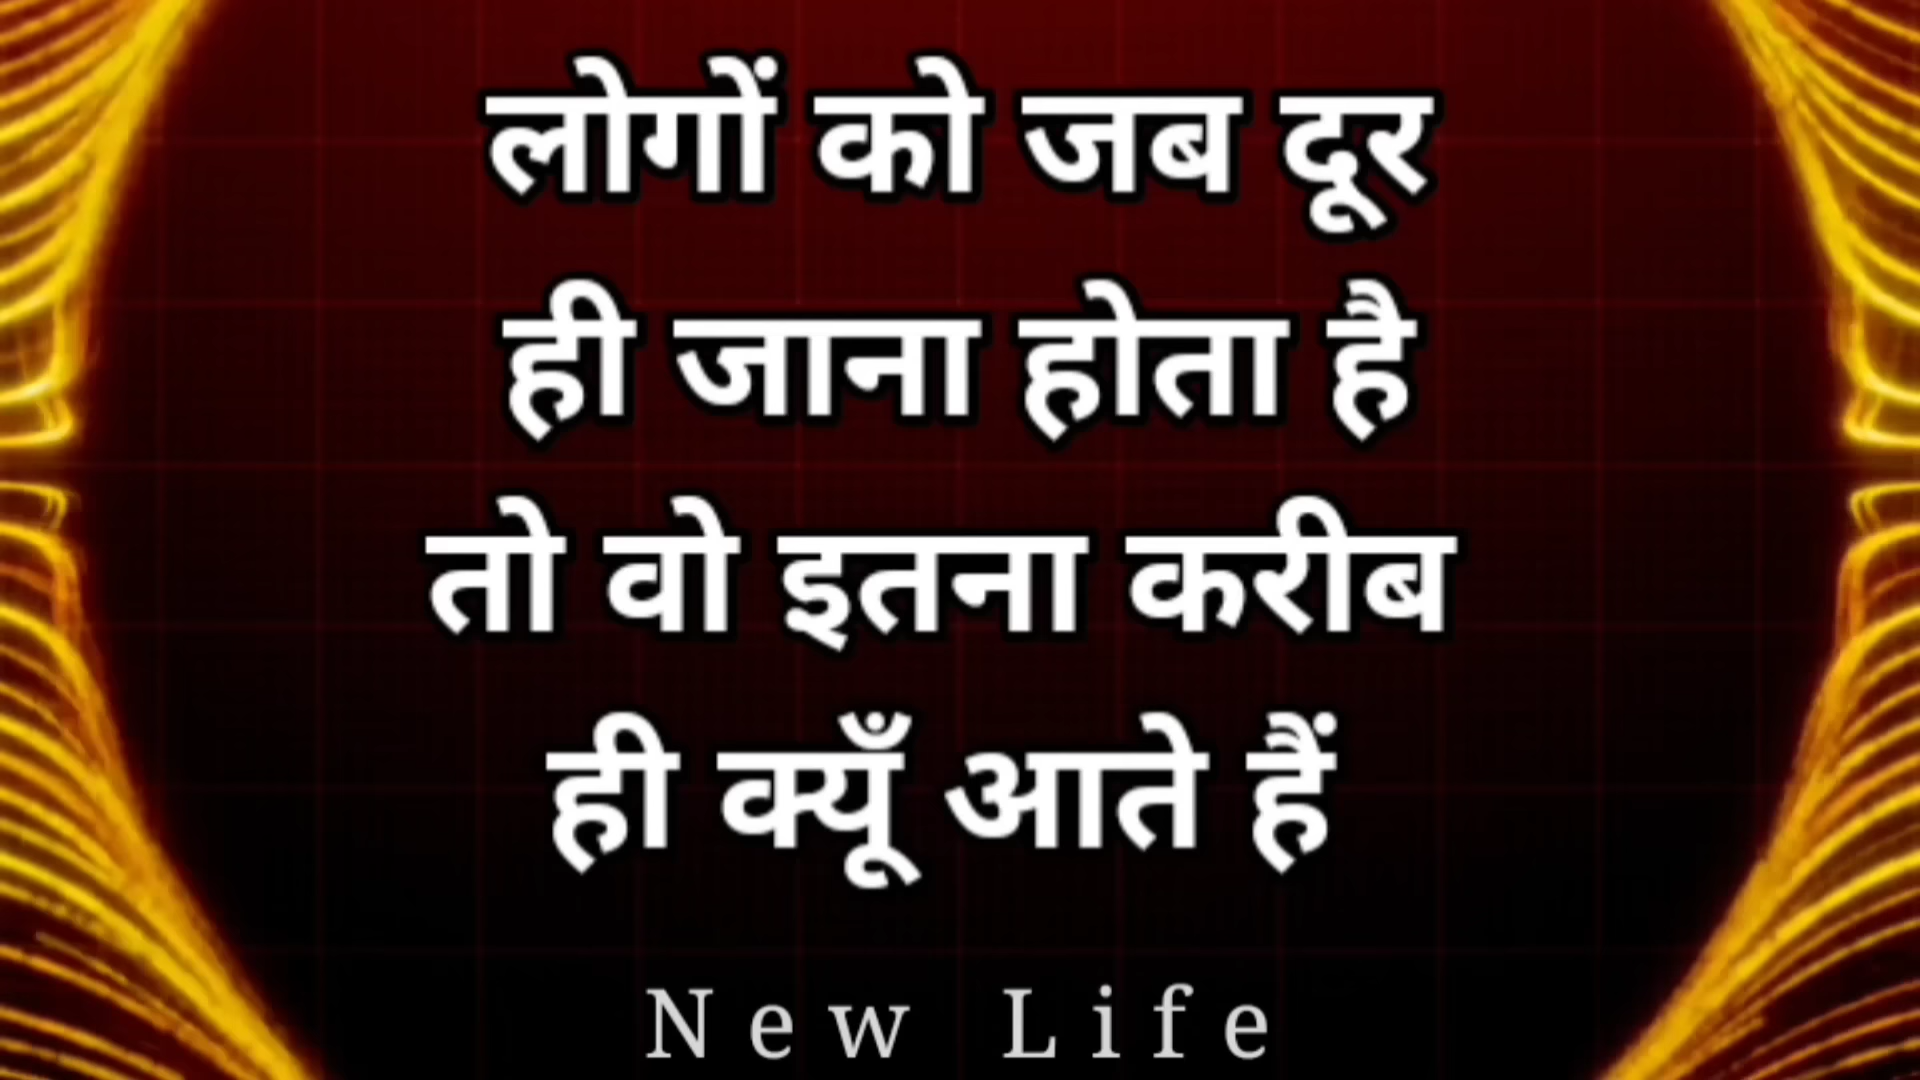 लोगों को जब दूर
ही जाना होता है
तो वो इतना करीब
ही क्यूँ आते हैं
New Life